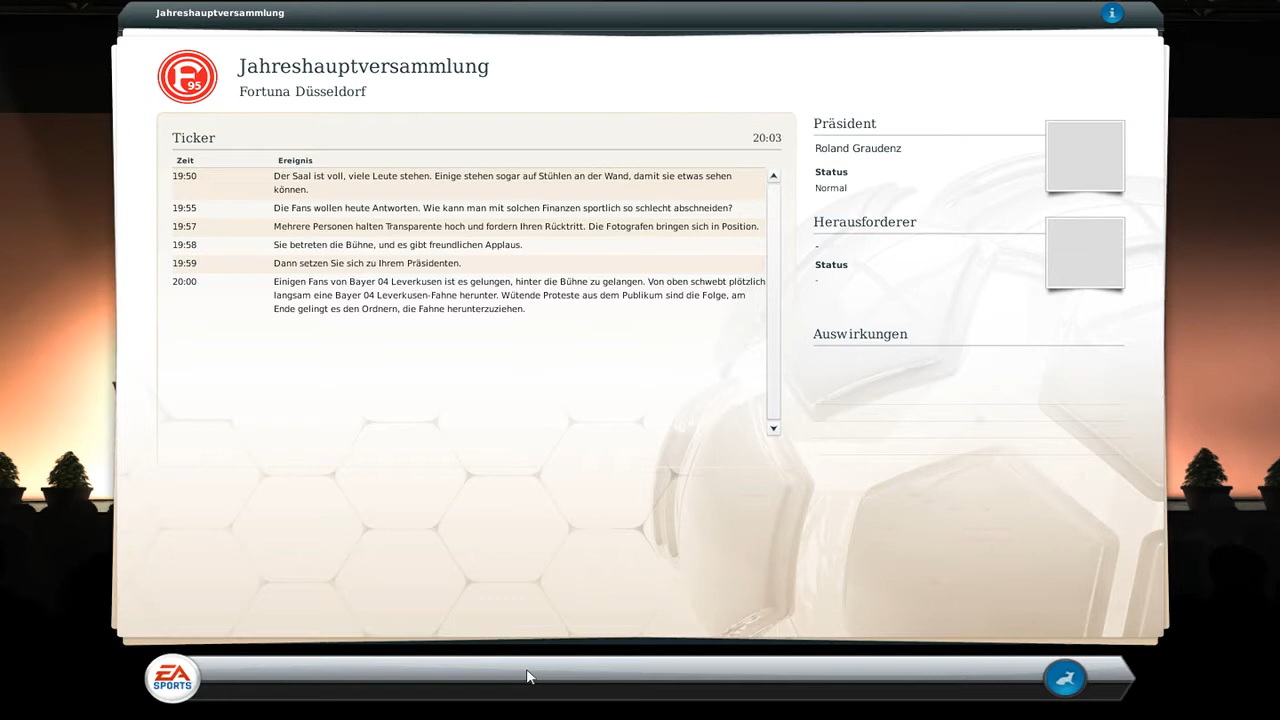 Jahreshauptversammlung
i
Jahreshauptversammlung
Fortuna Düsseldorf
F 95
Ticker
20:03
Zeit
Ereignis
19:50
Der Saal ist voll, viele Leute stehen. Einige stehen sogar auf Stühlen an der Wand, damit sie etwas sehen
können.
19:55
Die Fans wollen heute Antworten. Wie kann man mit solchen Finanzen sportlich so schlecht abschneiden?
19:57
Mehrere Personen halten Transparente hoch und fordern Ihren Rücktritt. Die Fotografen bringen sich in Position.
19:58
Sie betreten die Bühne, und es gibt freundlichen Applaus.
19:59
Dann setzen Sie sich zu Ihrem Präsidenten.
20:00
Einigen Fans von Bayer 04 Leverkusen ist es gelungen, hinter die Bühne zu gelangen. Von oben schwebt plötzlich
langsam eine Bayer 04 Leverkusen-Fahne herunter. Wütende Proteste aus dem Publikum sind die Folge, am
Ende gelingt es den Ordnern, die Fahne herunterzuziehen.
Präsident
Roland Graudenz
Status
Normal
Herausforderer
-
Status
-
Auswirkungen
EA
SPORTS